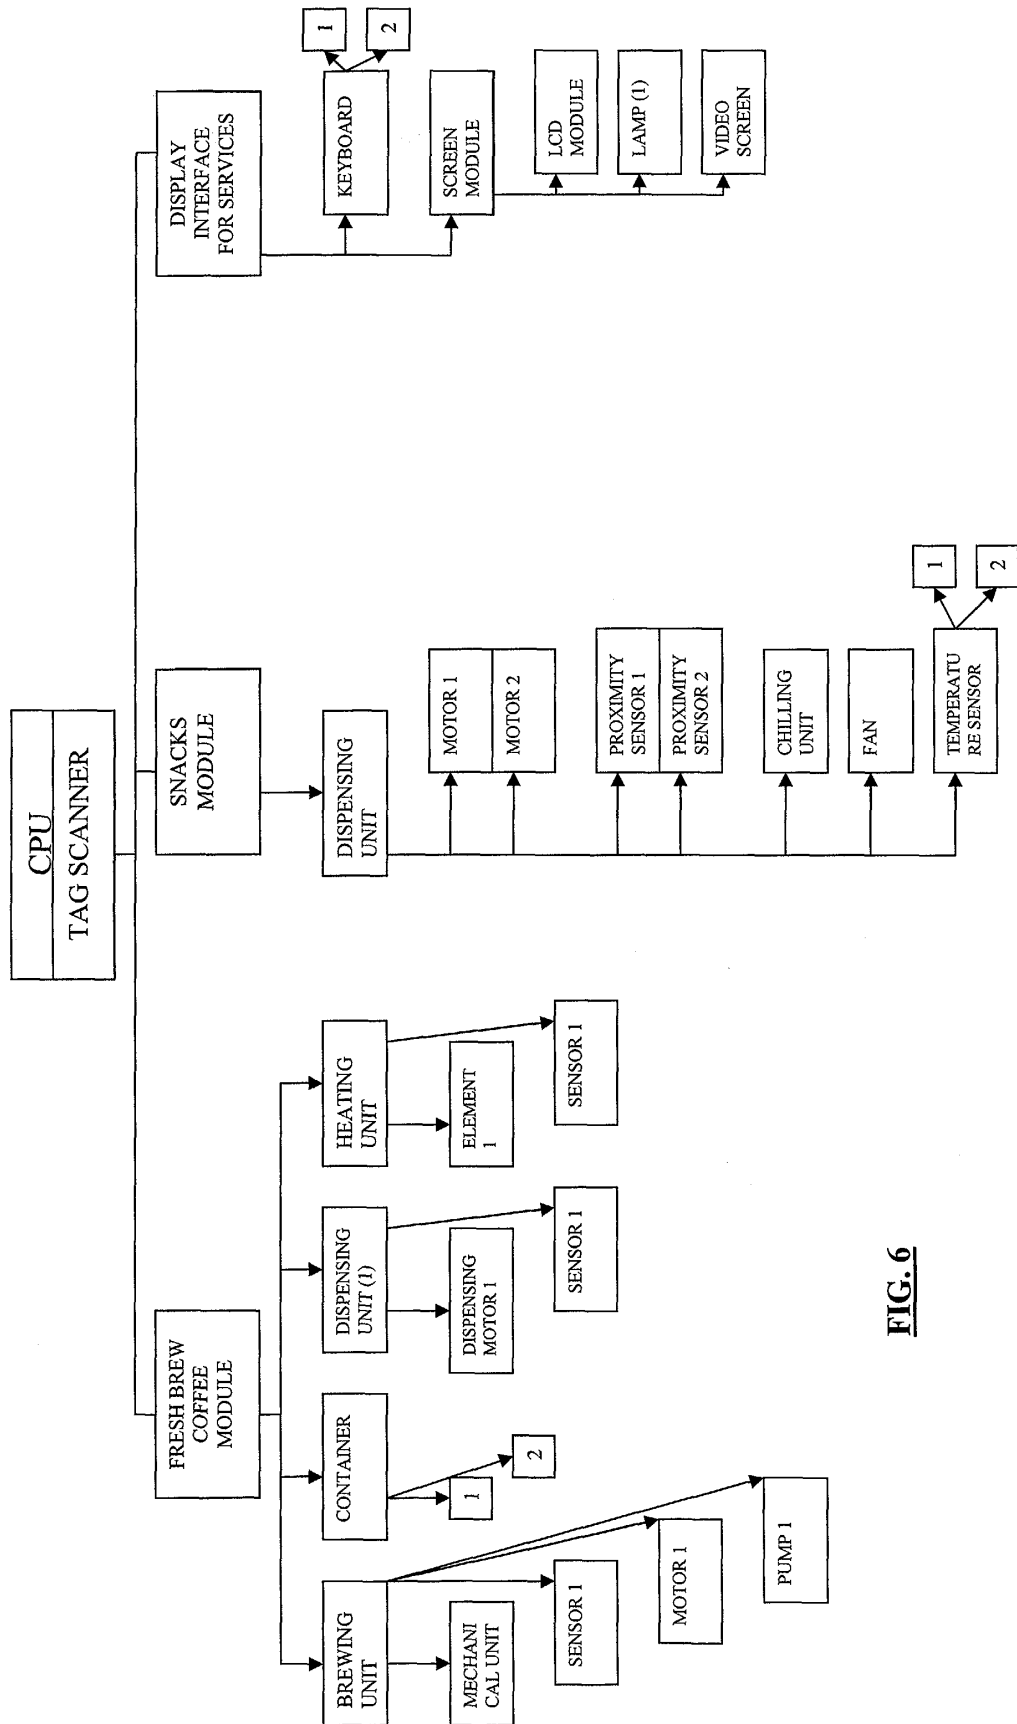 CPU
TAG SCANNER
FRESH BREW
COFFEE
MODULE
SNACKS
MODULE
DISPLAY
INTERFACE
FOR SERVICES
BREWING
UNIT
CONTAINER
DISPENSING
UNIT (1)
HEATING
UNIT
DISPENSING
UNIT
KEYBOARD
1
2
MECHANI
CAL UNIT
SENSOR 1
MOTOR 1
PUMP 1
1
2
DISPENSING
MOTOR 1
SENSOR 1
ELEMENT
1
SENSOR 1
MOTOR 1
MOTOR 2
PROXIMITY
SENSOR 1
PROXIMITY
SENSOR 2
CHILLING
UNIT
FAN
TEMPERATU
RE SENSOR
1
2
SCREEN
MODULE
LCD
MODULE
LAMP (1)
VIDEO
SCREEN
FIG. 6